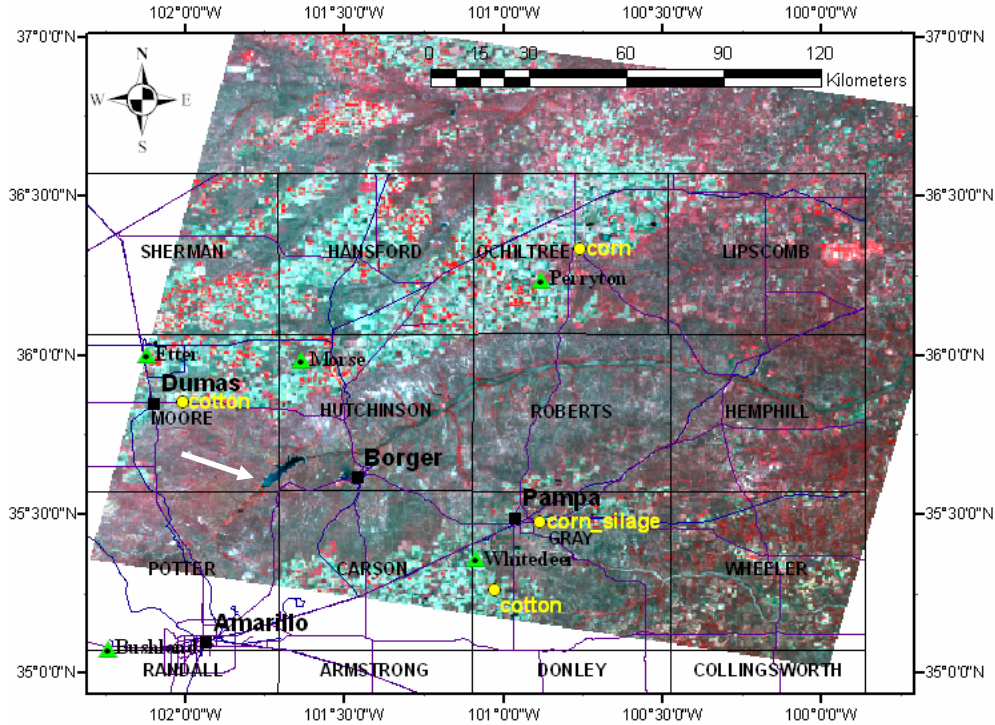 102°0'0"W 101°30'0"W 101°0'0"W 100°30'0"W 100°0'0"W
37°0'0"N 37°0'0"N
0 15 30 60 90 120
Kilometers
N
W E
S
36°30'0"N 36°30'0"N
SHERMAN HANSFORD OCHILTREE corn LIPSCOMB
Perryton
36°0'0"N Etter Morse 36°0'0"N
Dumas
cotton
MOORE HUTCHINSON ROBERTS HEMPHILL
Borger
Pampa
35°30'0"N corn_silage 35°30'0"N
GRAY
Whitedeer
POTTER CARSON WHEELER
cotton
Amarillo
Bushland
35°0'0"N RANDALL ARMSTRONG DONLEY COLLINGSWORTH 35°0'0"N
102°0'0"W 101°30'0"W 101°0'0"W 100°30'0"W 100°0'0"W